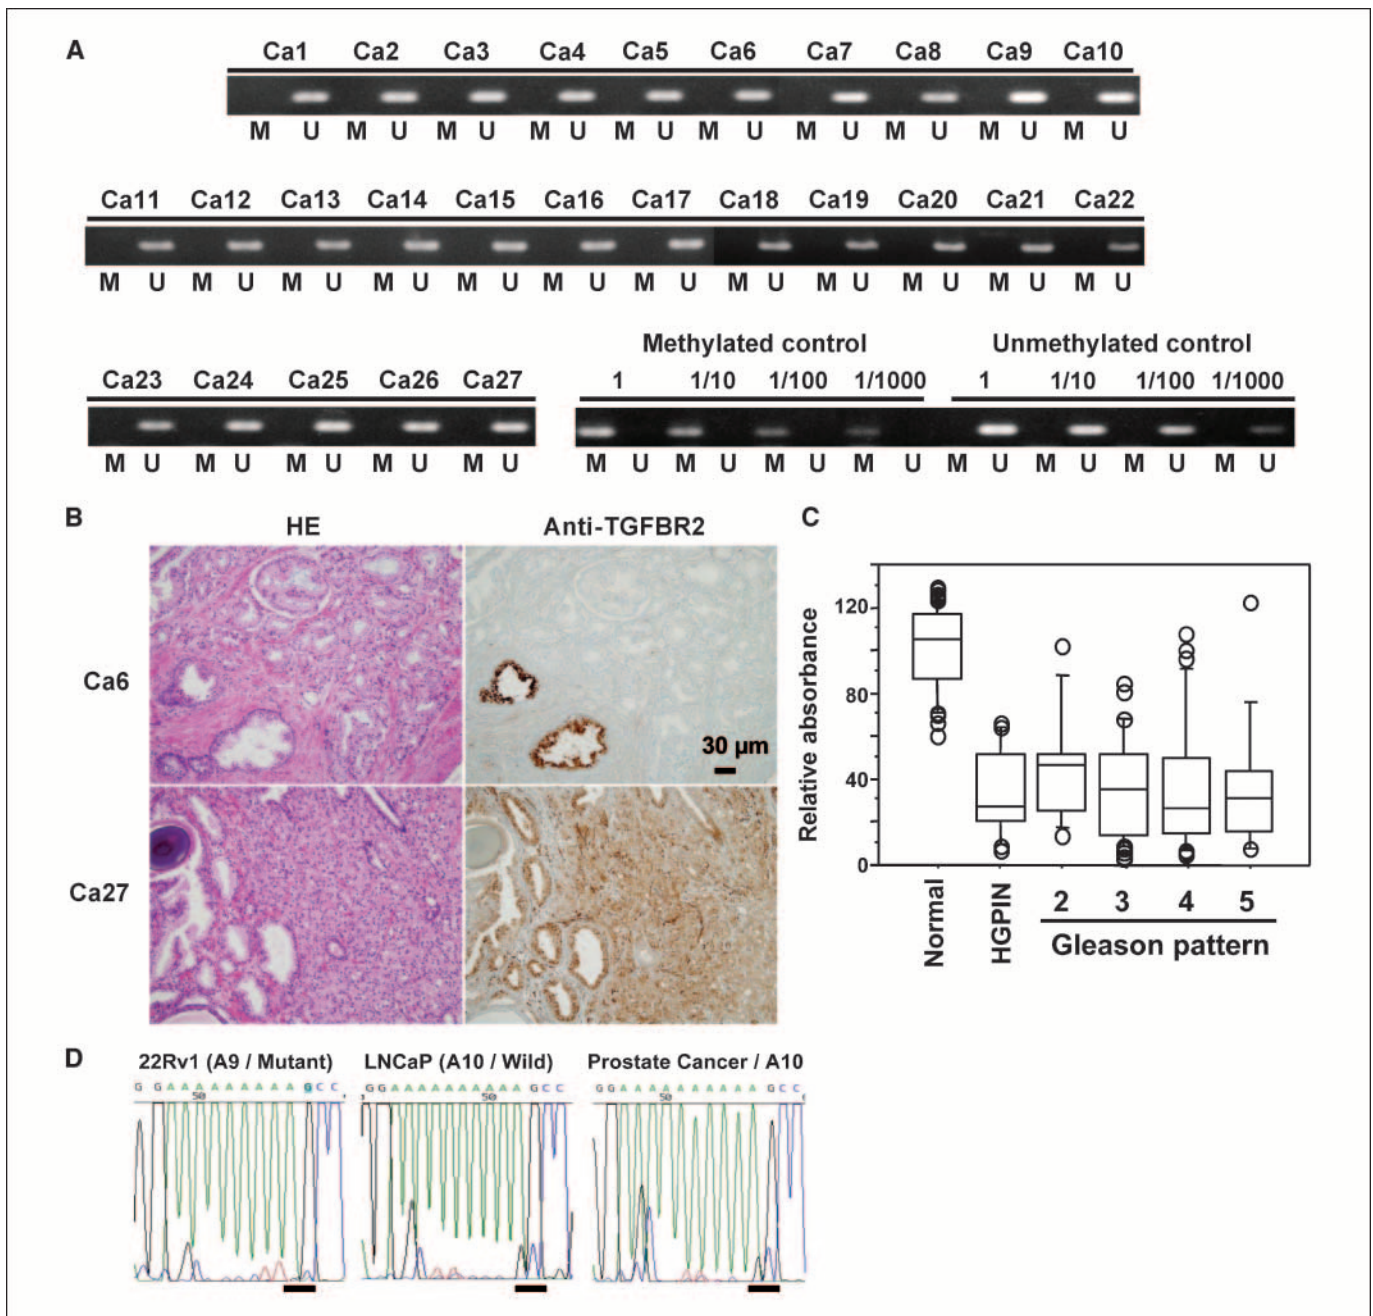 A
Ca1 Ca2 Ca3 Ca4 Ca5 Ca6 Ca7 Ca8 Ca9 Ca10
M U M U M U M U M U M U M U M U M U M U
Ca11 Ca12 Ca13 Ca14 Ca15 Ca16 Ca17 Ca18 Ca19 Ca20 Ca21 Ca22
M U M U M U M U M U M U M U M U M U M U M U M U
Methylated control Unmethylated control
Ca23 Ca24 Ca25 Ca26 Ca27 1 1/10 1/100 1/1000 1 1/10 1/100 1/1000
M U M U M U M U M U M U M U M U M U M U M U M U M U
B
HE Anti-TGFBR2
Ca6
30 µm
Ca27
C
Relative absorbance
120
80
40
0
Normal HGPIN 2 3 4 5
Gleason pattern
D
22Rv1 (A9 / Mutant) LNCaP (A10 / Wild) Prostate Cancer / A10
G G A A A A A A A A A G C C G G A A A A A A A A A A G C C G G A A A A A A A A A A G C C
50 50 50